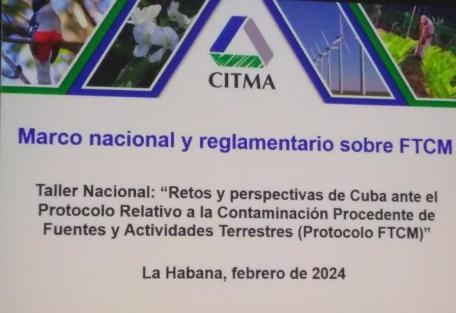 CITMA
Marco nacional y reglamentario sobre FTCM
Taller Nacional: “Retos y perspectivas de Cuba ante el
Protocolo Relativo a la Contaminación Procedente de
Fuentes y Actividades Terrestres (Protocolo FTCM)”
La Habana, febrero de 2024